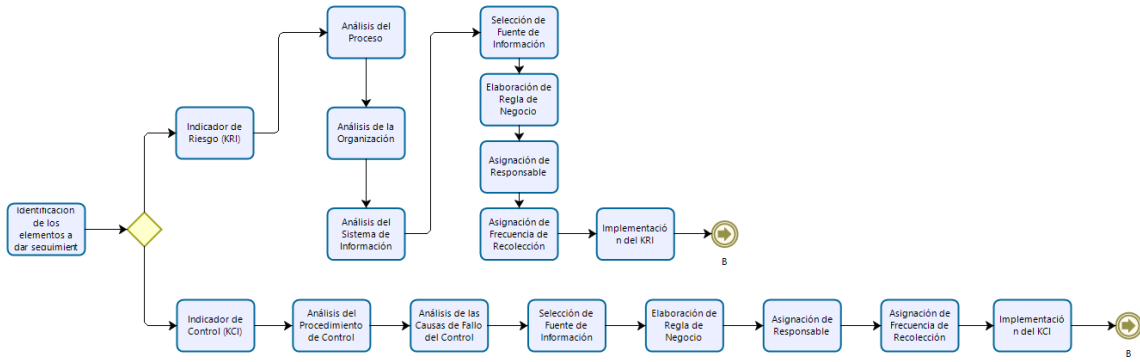 Identificación
de los
elementos a
dar seguimient
Indicador de
Riesgo (KRI)
Análisis del
Proceso
Análisis de la
Organización
Análisis del
Sistema de
Información
Selección de
Fuente de
Información
Elaboración de
Regla de
Negocio
Asignación de
Responsable
Asignación de
Frecuencia de
Recolección
Implementació
n del KRI
B
Indicador de
Control (KCI)
Análisis del
Procedimiento
de Control
Análisis de las
Causas de Fallo
del Control
Selección de
Fuente de
Información
Elaboración de
Regla de
Negocio
Asignación de
Responsable
Asignación de
Frecuencia de
Recolección
Implementació
n del KCI
B